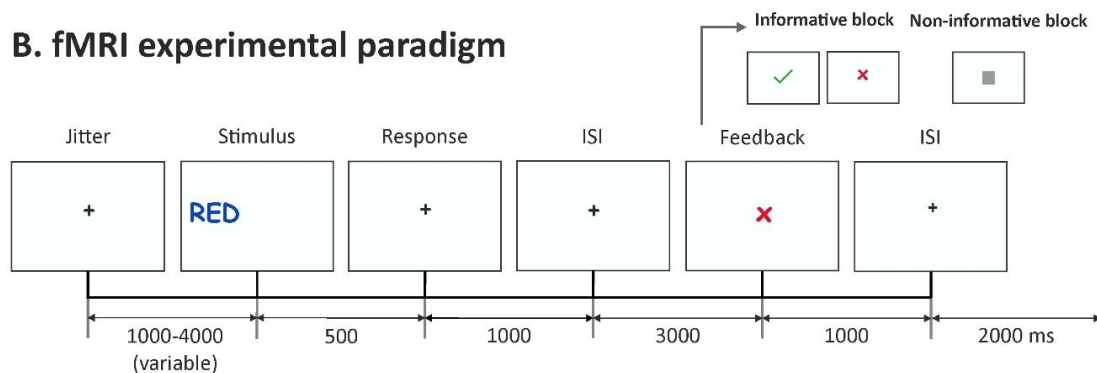 Informative block Non-informative block
B. fMRI experimental paradigm
Jitter Stimulus Response ISI Feedback ISI
RED
1000-4000 500 1000 3000 1000 2000 ms
(variable)